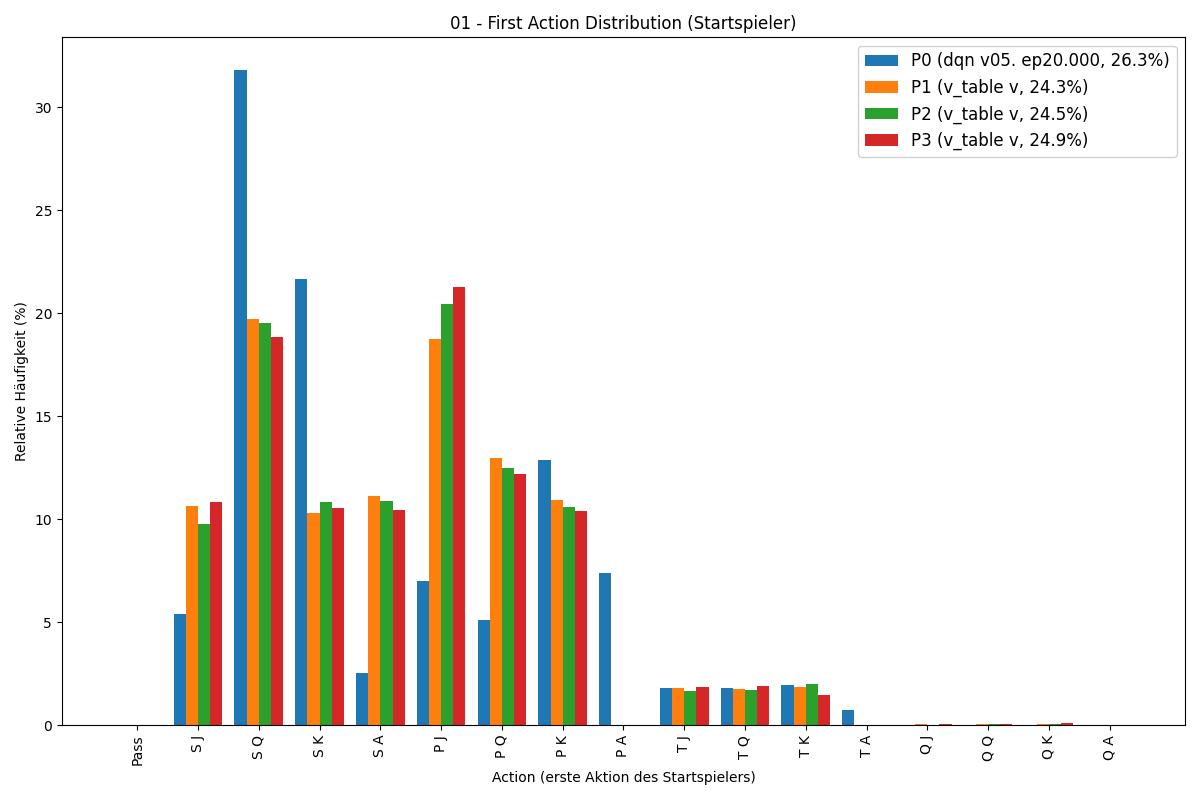 01 - First Action Distribution (Startspieler)
P0 (dqn v05. ep20.000, 26.3%)
P1 (v_table v, 24.3%)
P2 (v_table v, 24.5%)
P3 (v_table v, 24.9%)
Relative Häufigkeit (%)
30
25
20
15
10
5
0
Pass
S J
S Q
S K
S A
P J
P Q
P K
P A
T J
T Q
T K
T A
Q J
Q Q
Q K
Q A
Action (erste Aktion des Startspielers)